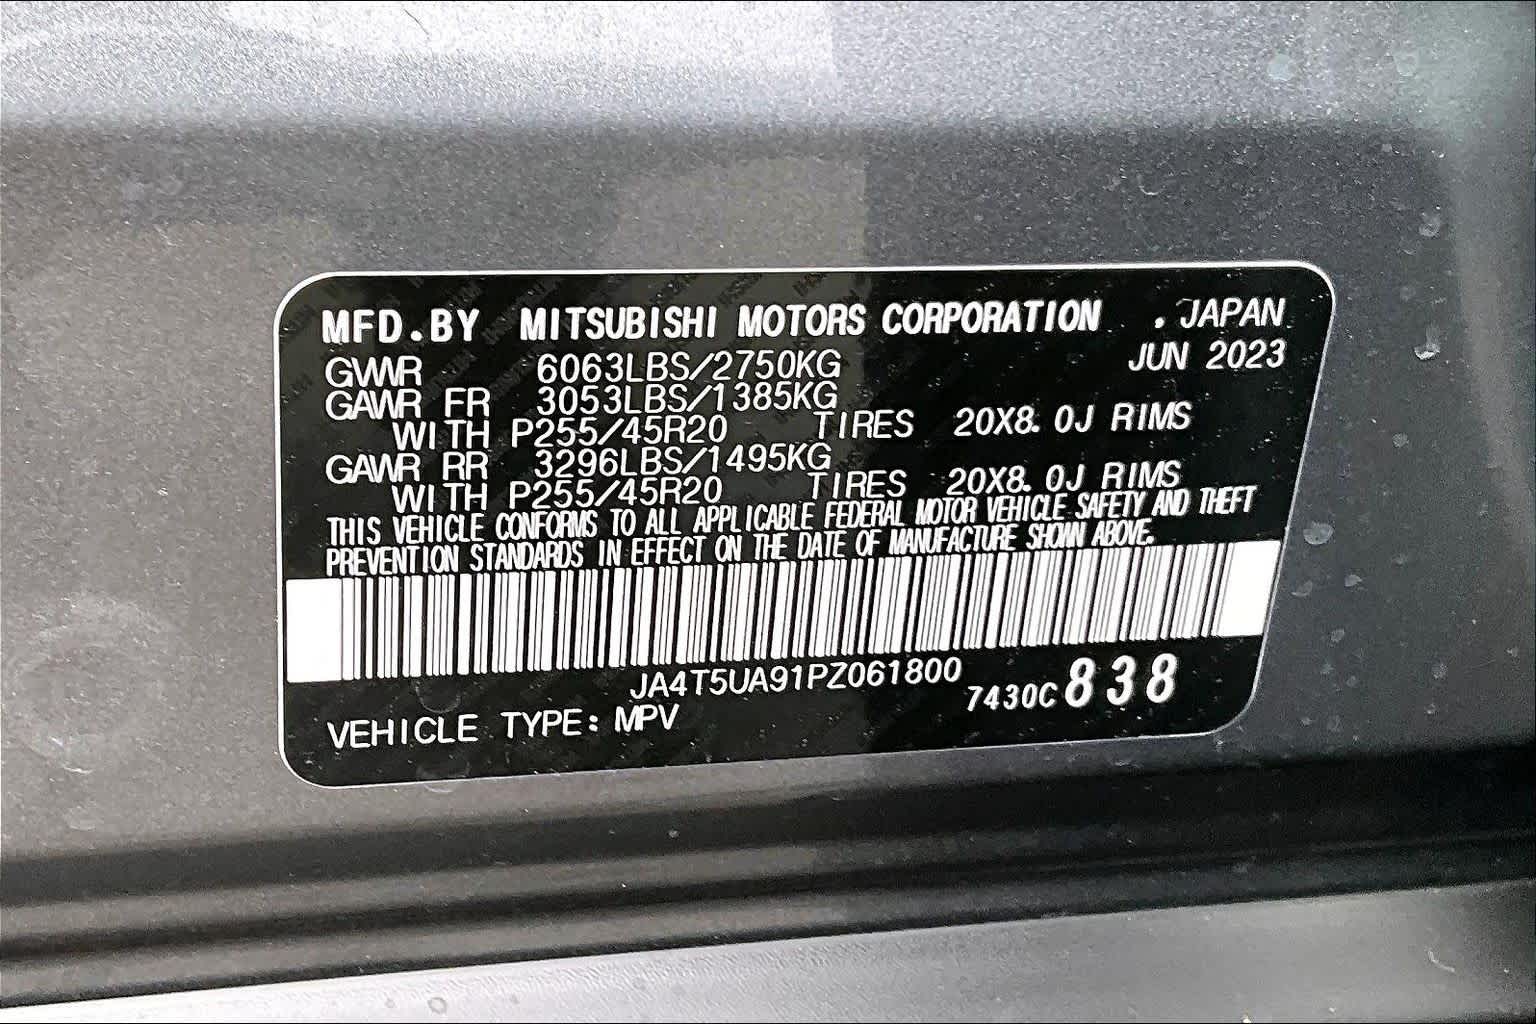 MFD.BY MITSUBISHI MOTORS CORPORATION . JAPAN
GVWR 6063LBS/2750KG JUN 2023
GAWR FR 3053LBS/1385KG
WITH P255/45R20 TIRES 20X8.0J RIMS
GAWR RR 3296LBS/1495KG
WITH P255/45R20 TIRES 20X8.0J RIMS
THIS VEHICLE CONFORMS TO ALL APPLICABLE FEDERAL MOTOR VEHICLE SAFETY AND THEFT
PREVENTION STANDARDS IN EFFECT ON THE DATE OF MANUFACTURE SHOWN ABOVE.
JA4T5UA91PZ061800 7430C838
VEHICLE TYPE: MPV